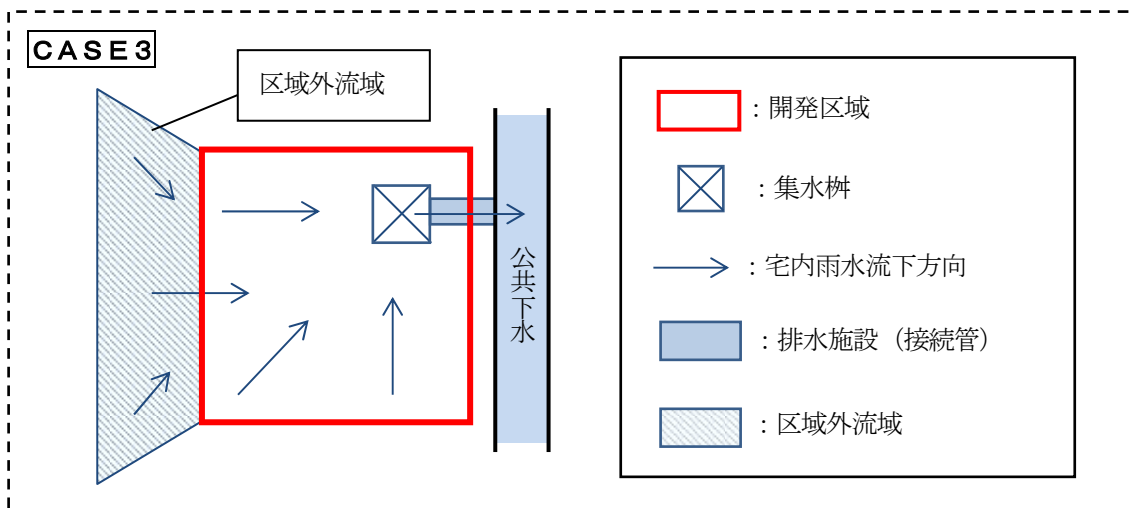 ＣＡＳＥ３
区域外流域
公共下水
：開発区域
：集水桝
：宅内雨水流下方向
：排水施設（接続管）
：区域外流域